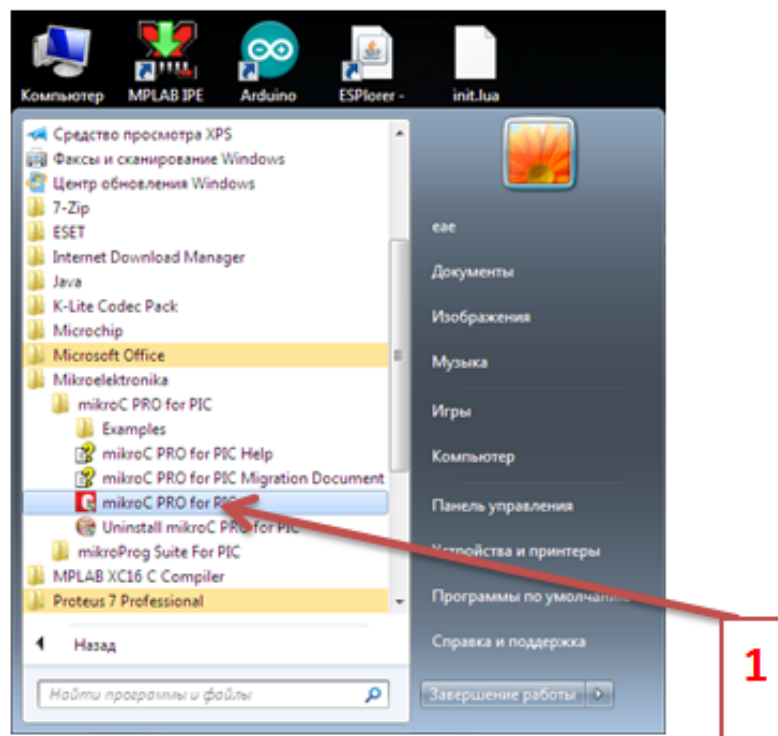 Компьютер
MPLAB IPE
Arduino
ESPlorer -
init.lua
Средство просмотра XPS
Факсы и сканирование Windows
Центр обновления Windows
7-Zip
ESET
Internet Download Manager
Java
K-Lite Codec Pack
Microchip
Microsoft Office
Mikroelektronika
mikroC PRO for PIC
Examples
mikroC PRO for PIC Help
mikroC PRO for PIC Migration Document
mikroC PRO for PIC
Uninstall mikroC PRO for PIC
mikroProg Suite For PIC
MPLAB XC16 C Compiler
Proteus 7 Professional
Назад
Найти программы и файлы
eae
Документы
Изображения
Музыка
Игры
Компьютер
Панель управления
Устройства и принтеры
Программы по умолчанию
Справка и поддержка
Завершение работы
1